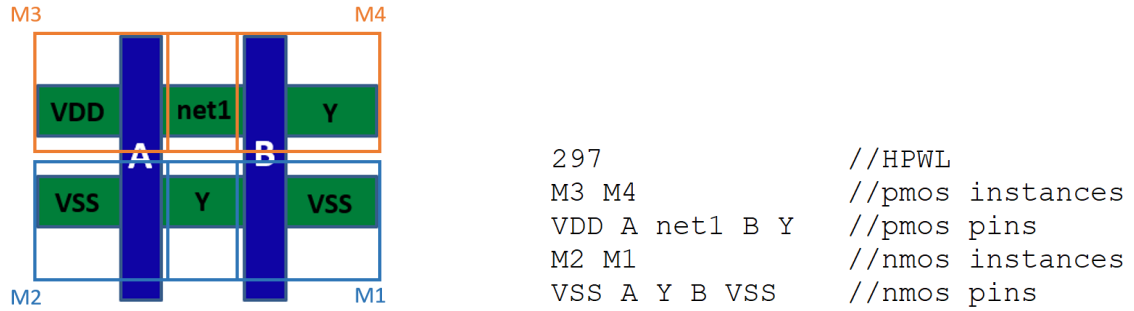 M3 M4
VDD net1 Y
A B
VSS Y VSS
M2 M1
297 //HPWL
M3 M4 //pmos instances
VDD A net1 B Y //pmos pins
M2 M1 //nmos instances
VSS A Y B VSS //nmos pins